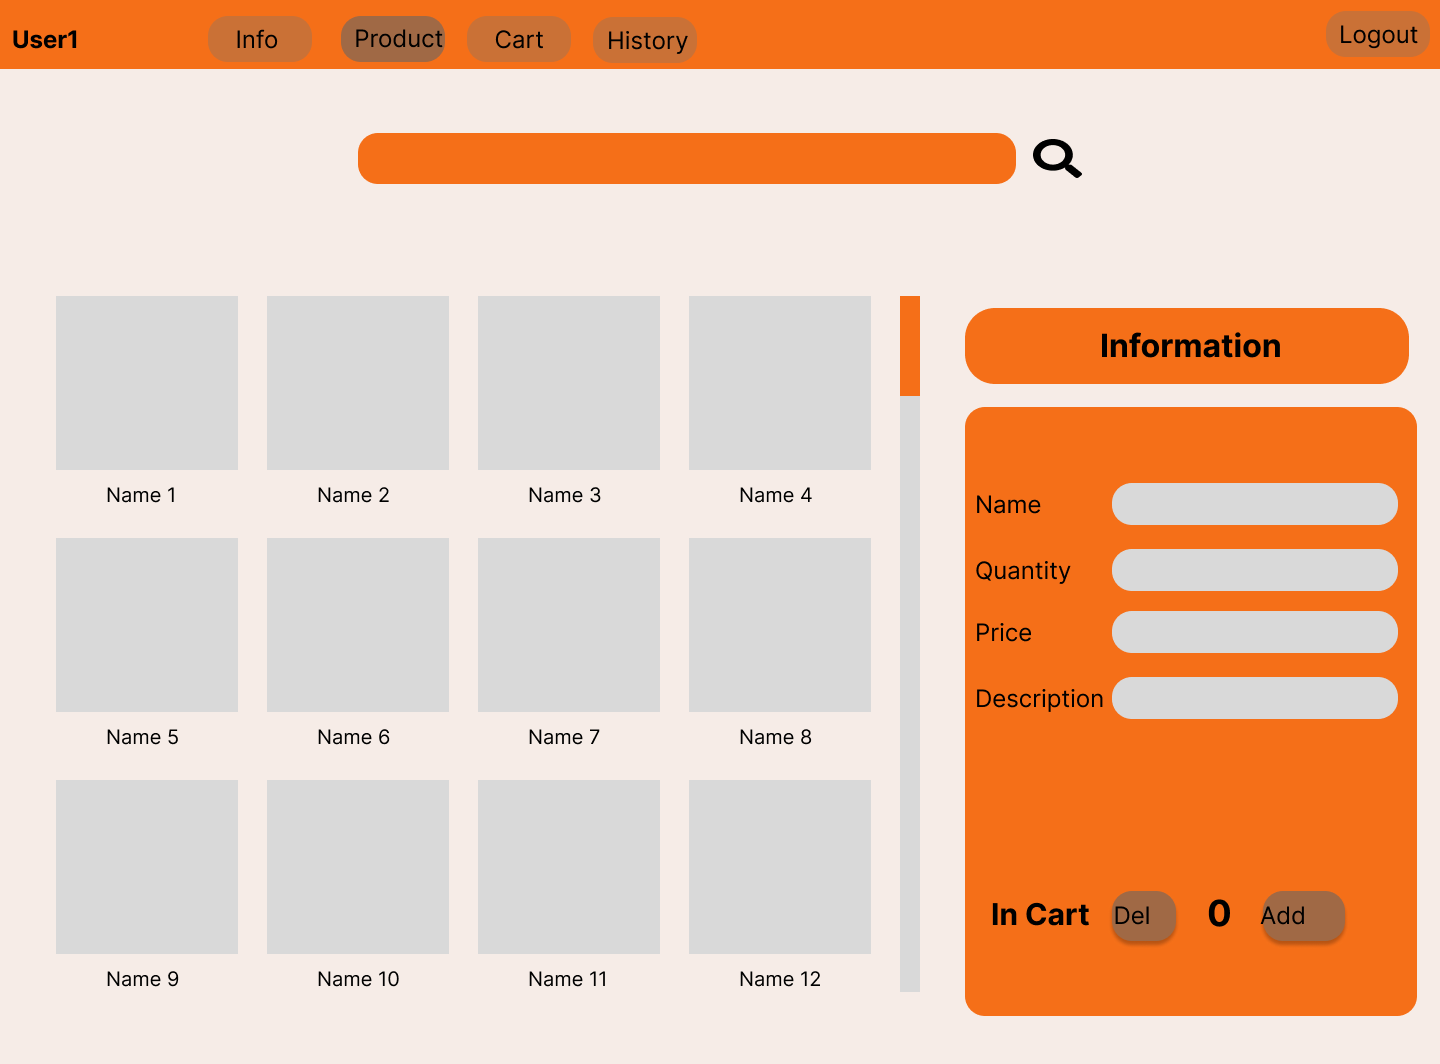 User1
Info
Product
Cart
History
Logout
Name 1
Name 2
Name 3
Name 4
Name 5
Name 6
Name 7
Name 8
Name 9
Name 10
Name 11
Name 12
Information
Name
Quantity
Price
Description
In Cart
Del
0
Add